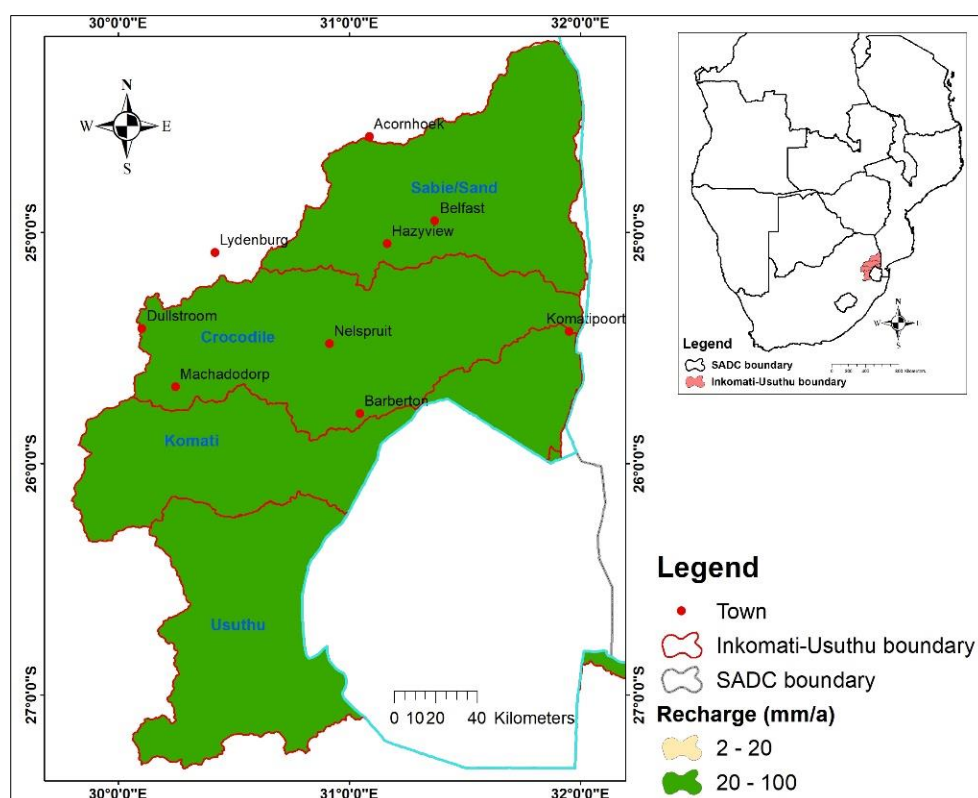 30°0'0"E 31°0'0"E 32°0'0"E
N
W E
S
Acornhoek
Sabie/Sand
Belfast
Hazyview
Lydenburg
25°0'0"S
25°0'0"S
Dullstroom
Komatipoort
Crocodile
Nelspruit
Machadodorp
Barberton
Komati
26°0'0"S
26°0'0"S
Usuthu
27°0'0"S
27°0'0"S
0 10 20 40 Kilometers
30°0'0"E 31°0'0"E 32°0'0"E
N
W E
S
Legend
SADC boundary
Inkomati-Usuthu boundary
Legend
Town
Inkomati-Usuthu boundary
SADC boundary
Recharge (mm/a)
2 - 20
20 - 100